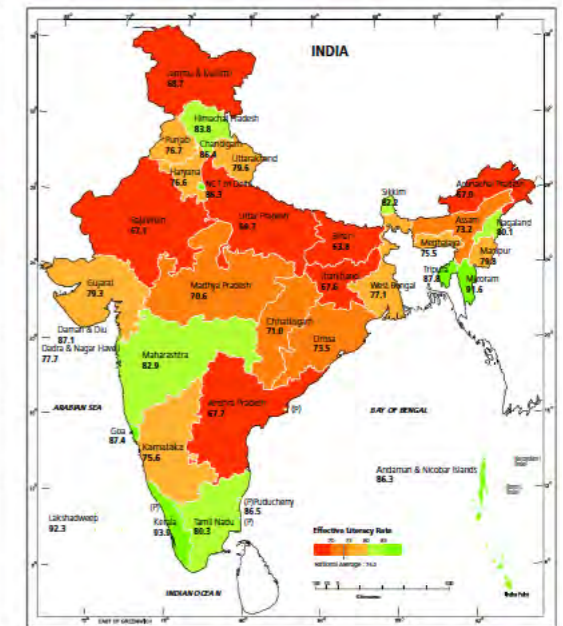 INDIA
Jammu & Kashmir
68.7
Himachal Pradesh
83.8
Punjab
76.7
Chandigarh
86.4
Uttarakhand
79.6
Haryana
76.6
NCT of Delhi
86.3
Rajasthan
67.1
Uttar Pradesh
69.7
Bihar
63.8
Sikkim
82.2
Arunachal Pradesh
67.0
Assam
73.2
Nagaland
80.1
Meghalaya
75.5
Manipur
Tripura
87.8
Mizoram
91.6
Jharkhand
67.6
West Bengal
77.1
Gujarat
79.3
Madhya Pradesh
70.6
Chhattisgarh
71.0
Orissa
73.5
Daman & Diu
87.1
Dadra & Nagar Haveli
77.7
Maharashtra
82.9
Andhra Pradesh
67.7
(P)
ARABIAN SEA
BAY OF BENGAL
Goa
87.4
Karnataka
75.6
Andaman & Nicobar Islands
86.3
(P)
(P)Puducherry
86.5
(P)
Lakshadweep
92.3
Kerala
93.9
Tamil Nadu
80.3
Effective Literacy Rate
National Average
Kilometres
INDIAN OCEAN
EAST OF GREENWICH